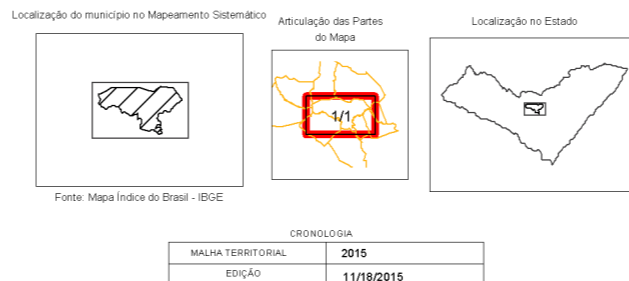 Localização do município no Mapeamento Sistemático
Articulação das Partes
do Mapa
Localização no Estado
1/1
Fonte: Mapa Índice do Brasil - IBGE
CRONOLOGIA
MALHA TERRITORIAL 2015
EDIÇÃO 11/18/2015